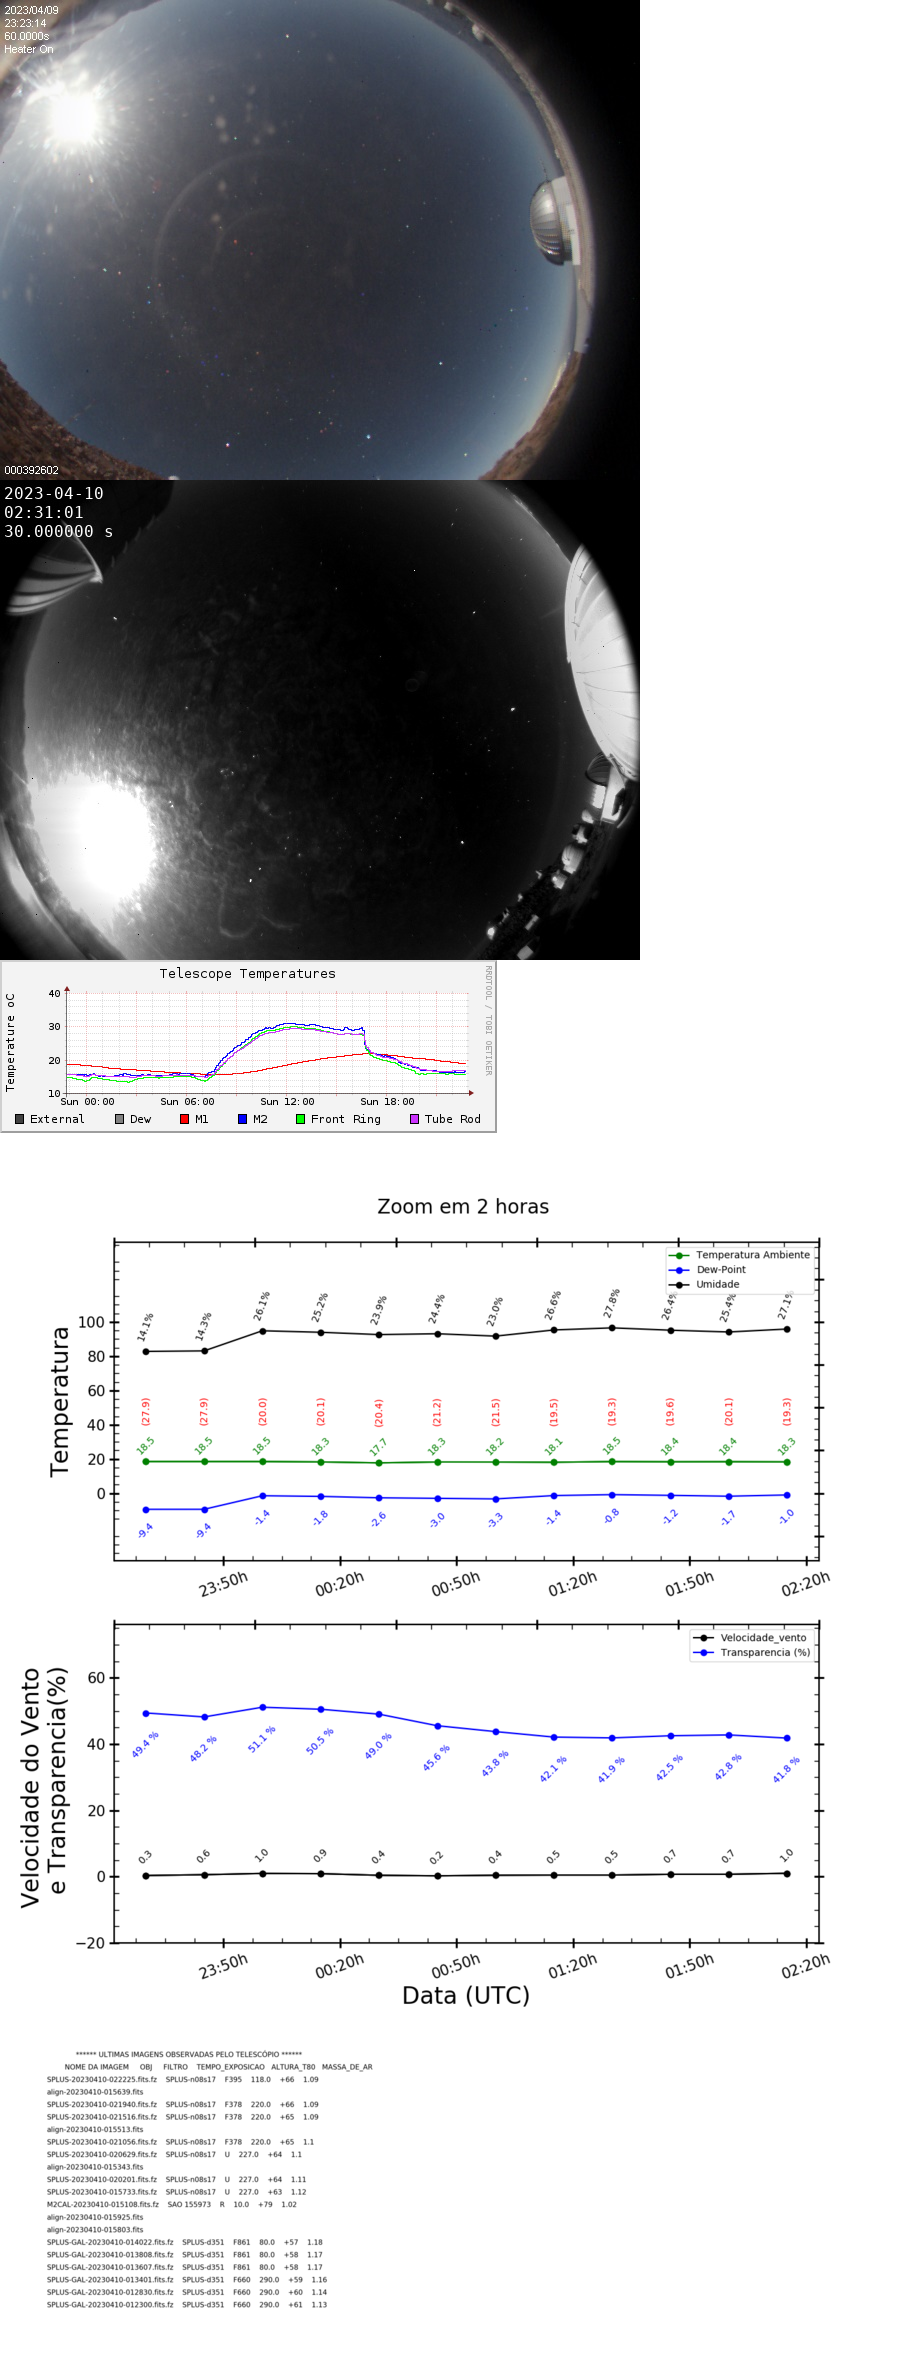 2023/04/09
23:23:14
60.0000s
Heater On
000392602
2023-04-10
02:31:01
30.000000 s
Telescope Temperatures
Temperature oC
40
30
20
10
Sun 00:00
Sun 06:00
Sun 12:00
Sun 18:00
External Dew M1 M2 Front Ring Tube Rod
RRDTOOL / TOBI OETIKER
Zoom em 2 horas
Temperatura
Temperatura Ambiente
Dew-Point
Umidade
100
80
60
40
20
0
14.1% 14.3% 26.1% 25.2% 23.9% 24.4% 23.0% 26.6% 27.8% 26.4% 25.4% 27.1%
(27.9) (27.9) (20.0) (20.1) (20.4) (21.2) (21.5) (19.5) (19.3) (19.6) (20.1) (19.3)
18.5 18.5 18.5 18.3 17.7 18.3 18.2 18.1 18.5 18.4 18.4 18.3
-9.4 -9.4 -1.4 -1.8 -2.6 -3.0 -3.3 -1.4 -0.8 -1.2 -1.7 -1.0
23:50h 00:20h 00:50h 01:20h 01:50h 02:20h
Velocidade do Vento
e Transparencia(%)
Velocidade_vento
Transparencia (%)
60
40
20
0
−20
49.4 % 48.2 % 51.1 % 50.5 % 49.0 % 45.6 % 43.8 % 42.1 % 41.9 % 42.5 % 42.8 % 41.8 %
0.3 0.6 1.0 0.9 0.4 0.2 0.4 0.5 0.5 0.7 0.7 1.0
23:50h 00:20h 00:50h 01:20h 01:50h 02:20h
Data (UTC)
****** ULTIMAS IMAGENS OBSERVADAS PELO TELESCÓPIO ******
NOME DA IMAGEM OBJ FILTRO TEMPO_EXPOSICAO ALTURA_T80 MASSA_DE_AR
SPLUS-20230410-022225.fits.fz SPLUS-n08s17 F395 118.0 +66 1.09
align-20230410-015639.fits
SPLUS-20230410-021940.fits.fz SPLUS-n08s17 F378 220.0 +66 1.09
SPLUS-20230410-021516.fits.fz SPLUS-n08s17 F378 220.0 +65 1.09
align-20230410-015513.fits
SPLUS-20230410-021056.fits.fz SPLUS-n08s17 F378 220.0 +65 1.1
SPLUS-20230410-020629.fits.fz SPLUS-n08s17 U 227.0 +64 1.1
align-20230410-015343.fits
SPLUS-20230410-020201.fits.fz SPLUS-n08s17 U 227.0 +64 1.11
SPLUS-20230410-015733.fits.fz SPLUS-n08s17 U 227.0 +63 1.12
M2CAL-20230410-015108.fits.fz SAO 155973 R 10.0 +79 1.02
align-20230410-015925.fits
align-20230410-015803.fits
SPLUS-GAL-20230410-014022.fits.fz SPLUS-d351 F861 80.0 +57 1.18
SPLUS-GAL-20230410-013808.fits.fz SPLUS-d351 F861 80.0 +58 1.17
SPLUS-GAL-20230410-013607.fits.fz SPLUS-d351 F861 80.0 +58 1.17
SPLUS-GAL-20230410-013401.fits.fz SPLUS-d351 F660 290.0 +59 1.16
SPLUS-GAL-20230410-012830.fits.fz SPLUS-d351 F660 290.0 +60 1.14
SPLUS-GAL-20230410-012300.fits.fz SPLUS-d351 F660 290.0 +61 1.13